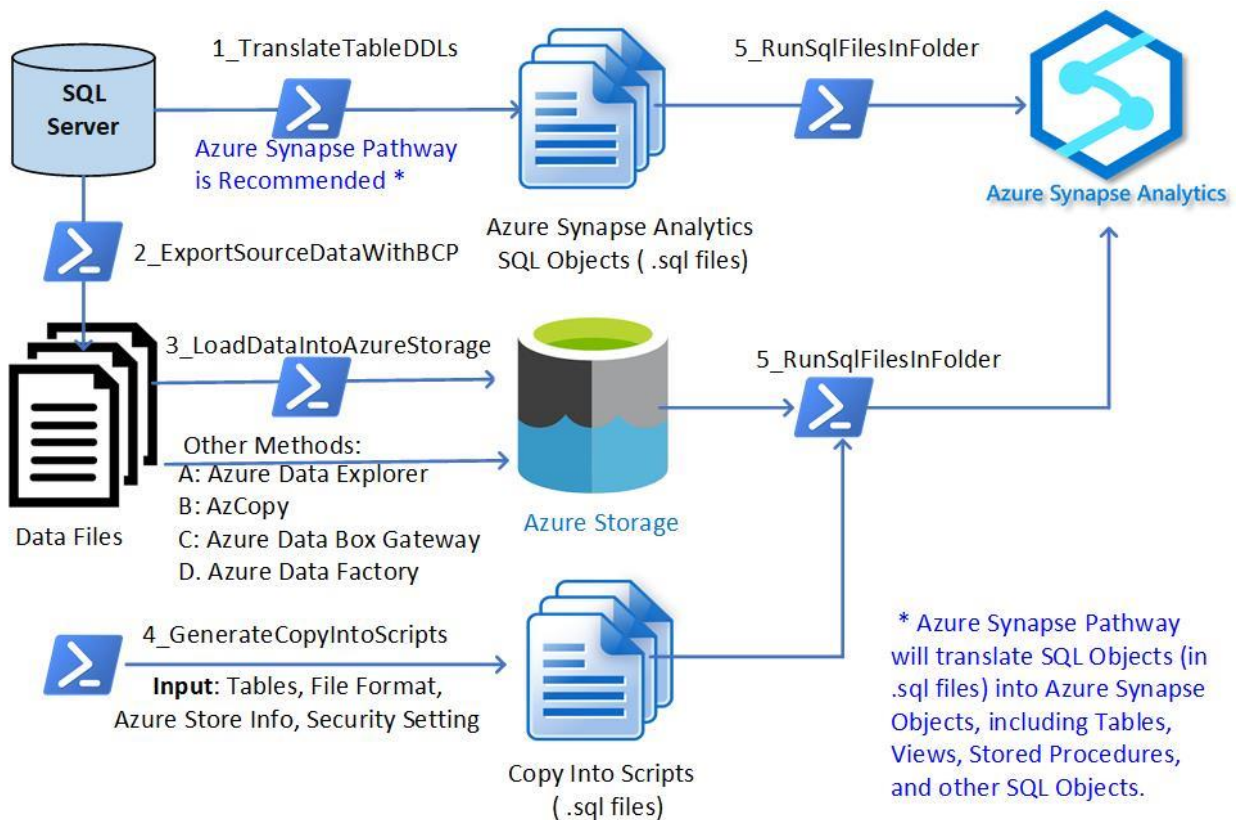 SQL
Server
1_TranslateTableDDLs
Azure Synapse Pathway
is Recommended *
Azure Synapse Analytics
SQL Objects ( .sql files)
5_RunSqlFilesInFolder
Azure Synapse Analytics
2_ExportSourceDataWithBCP
3_LoadDataIntoAzureStorage
Other Methods:
A: Azure Data Explorer
B: AzCopy
C: Azure Data Box Gateway
D. Azure Data Factory
Data Files
Azure Storage
5_RunSqlFilesInFolder
4_GenerateCopyIntoScripts
Input: Tables, File Format,
Azure Store Info, Security Setting
Copy Into Scripts
( .sql files)
* Azure Synapse Pathway
will translate SQL Objects (in
.sql files) into Azure Synapse
Objects, including Tables,
Views, Stored Procedures,
and other SQL Objects.